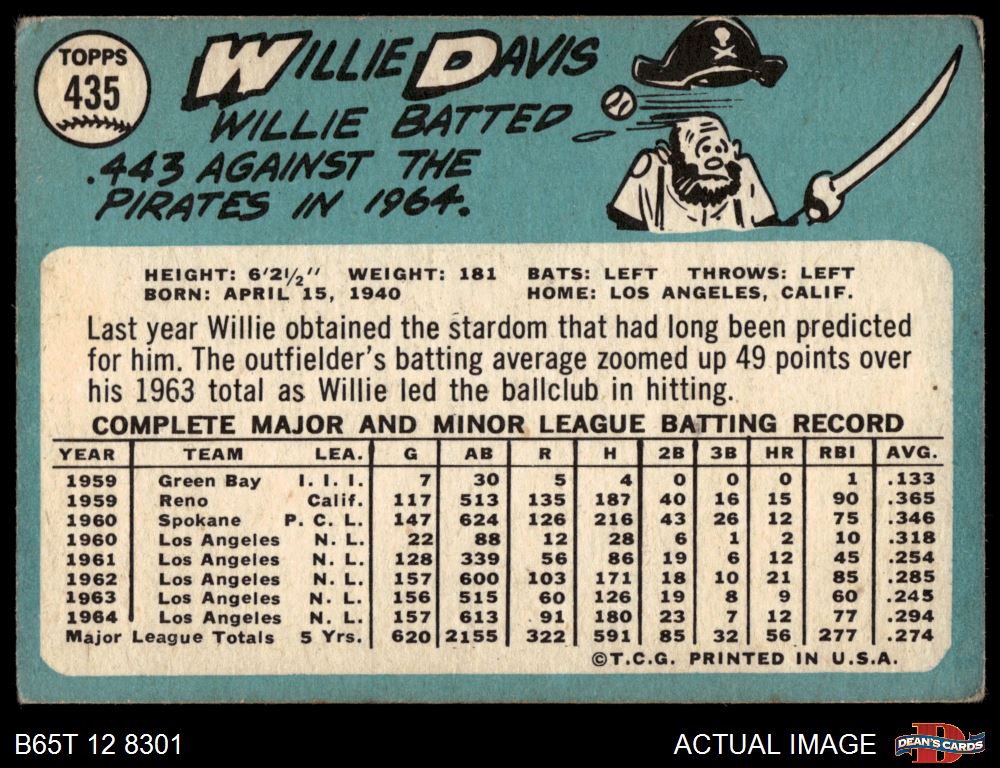 TOPPS
435
WILLIE DAVIS
WILLIE BATTED
.443 AGAINST THE
PIRATES IN 1964.
HEIGHT: 6'2½" WEIGHT: 181 BATS: LEFT THROWS: LEFT
BORN: APRIL 15, 1940 HOME: LOS ANGELES, CALIF.
Last year Willie obtained the stardom that had long been predicted
for him. The outfielder's batting average zoomed up 49 points over
his 1963 total as Willie led the ballclub in hitting.
COMPLETE MAJOR AND MINOR LEAGUE BATTING RECORD
YEAR TEAM LEA. G AB R H 2B 3B HR RBI AVG.
1959 Green Bay I. I. I. 7 30 5 4 0 0 0 1 .133
1959 Reno Calif. 117 513 135 187 40 16 15 90 .365
1960 Spokane P. C. L. 147 624 126 216 43 26 12 75 .346
1960 Los Angeles N. L. 22 88 12 28 6 1 2 10 .318
1961 Los Angeles N. L. 128 339 56 86 19 6 12 45 .254
1962 Los Angeles N. L. 157 600 103 171 18 10 21 85 .285
1963 Los Angeles N. L. 156 515 60 126 19 8 9 60 .245
1964 Los Angeles N. L. 157 613 91 180 23 7 12 77 .294
Major League Totals 5 Yrs. 620 2155 322 591 85 32 56 277 .274
©T.C.G. PRINTED IN U.S.A.
B65T 12 8301 ACTUAL IMAGE
D
DEAN'S CARDS